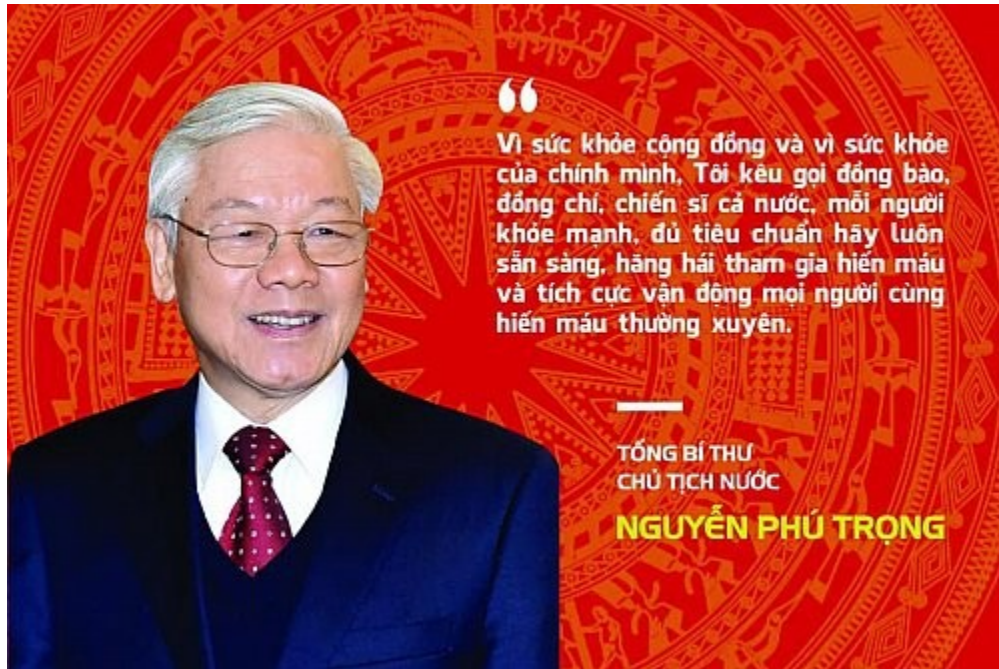 “
Vì sức khỏe cộng đồng và vì sức khỏe
của chính mình, Tôi kêu gọi đồng bào,
đồng chí, chiến sĩ cả nước, mỗi người
khỏe mạnh, đủ tiêu chuẩn hãy luôn
sẵn sàng, hăng hái tham gia hiến máu
và tích cực vận động mọi người cùng
hiến máu thường xuyên.
TỔNG BÍ THƯ
CHỦ TỊCH NƯỚC
NGUYỄN PHÚ TRỌNG